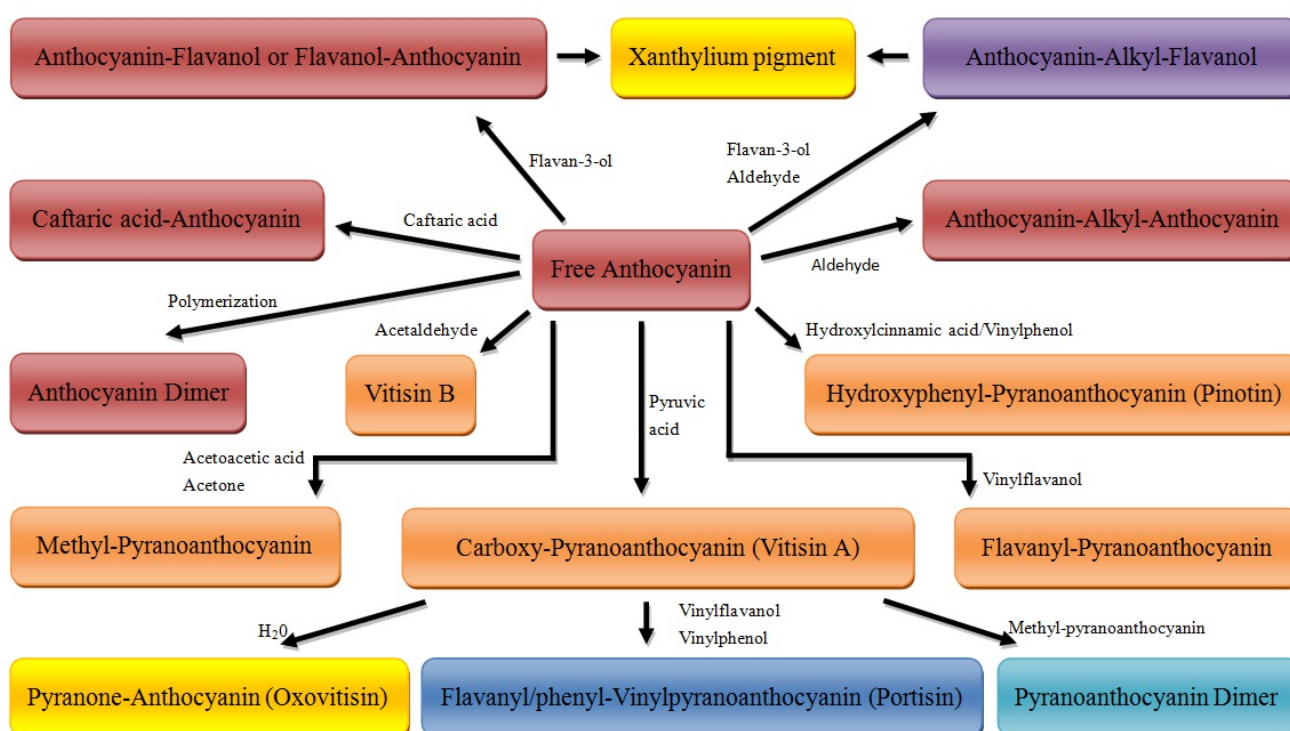 Anthocyanin-Flavanol or Flavanol-Anthocyanin
Xanthylium pigment
Anthocyanin-Alkyl-Flavanol
Flavan-3-ol
Flavan-3-ol
Aldehyde
Caftaric acid-Anthocyanin
Caftaric acid
Anthocyanin-Alkyl-Anthocyanin
Free Anthocyanin
Aldehyde
Polymerization
Acetaldehyde
Hydroxylcinnamic acid/Vinylphenol
Anthocyanin Dimer
Vitisin B
Pyruvic
acid
Hydroxyphenyl-Pyranoanthocyanin (Pinotin)
Acetoacetic acid
Acetone
Vinylflavanol
Methyl-Pyranoanthocyanin
Carboxy-Pyranoanthocyanin (Vitisin A)
Flavanyl-Pyranoanthocyanin
H₂0
Vinylflavanol
Vinylphenol
Methyl-pyranoanthocyanin
Pyranone-Anthocyanin (Oxovitisin)
Flavanyl/phenyl-Vinylpyranoanthocyanin (Portisin)
Pyranoanthocyanin Dimer